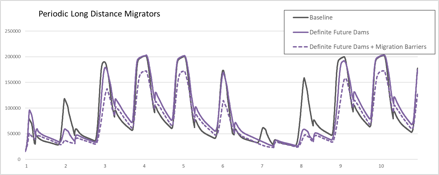 Periodic Long Distance Migrators
Baseline
Definite Future Dams
Definite Future Dams + Migration Barriers
250000
200000
150000
100000
50000
0
1 2 3 4 5 6 7 8 9 10